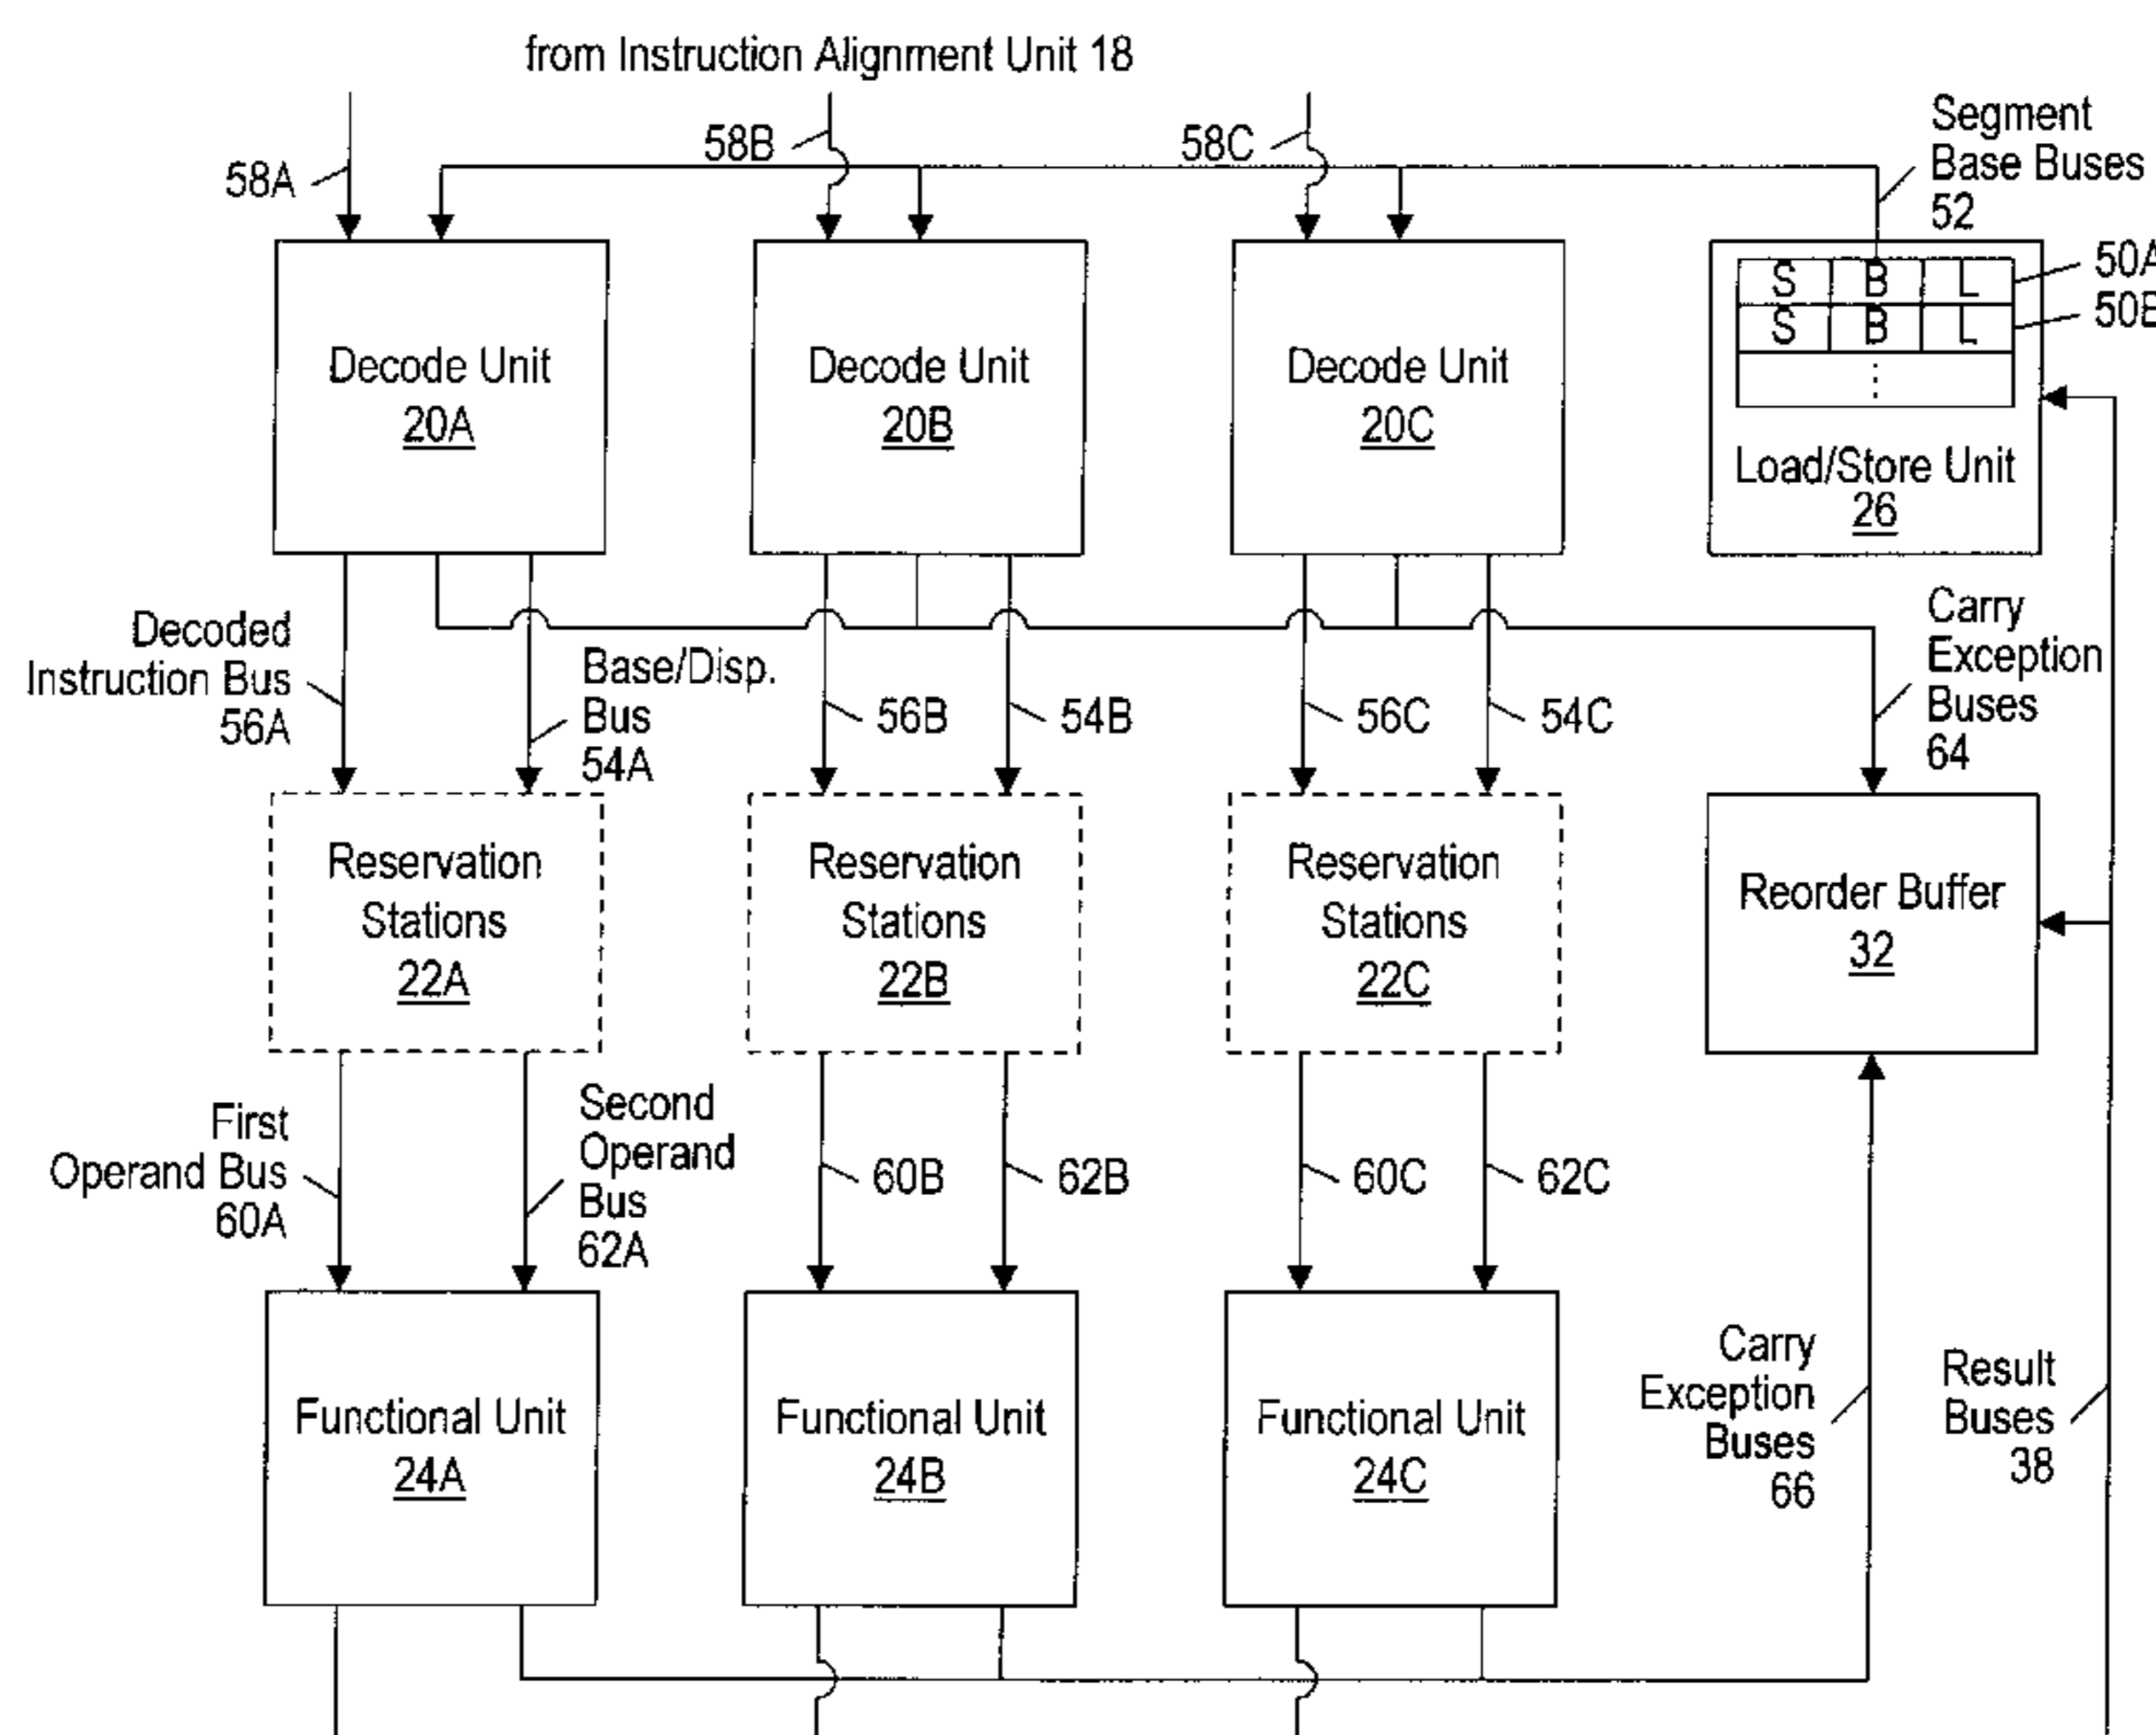 from Instruction Alignment Unit 18
58A
58B
58C
Segment
Base Buses
52
Decode Unit
20A
Decode Unit
20B
Decode Unit
20C
S B L
S B L
50A
50B
Load/Store Unit
26
Decoded
Instruction Bus
56A
Base/Disp.
Bus
54A
56B
54B
56C
54C
Carry
Exception
Buses
64
Reservation
Stations
22A
Reservation
Stations
22B
Reservation
Stations
22C
Reorder Buffer
32
First
Operand Bus
60A
Second
Operand
Bus
62A
60B
62B
60C
62C
Functional Unit
24A
Functional Unit
24B
Functional Unit
24C
Carry
Exception
Buses
66
Result
Buses
38